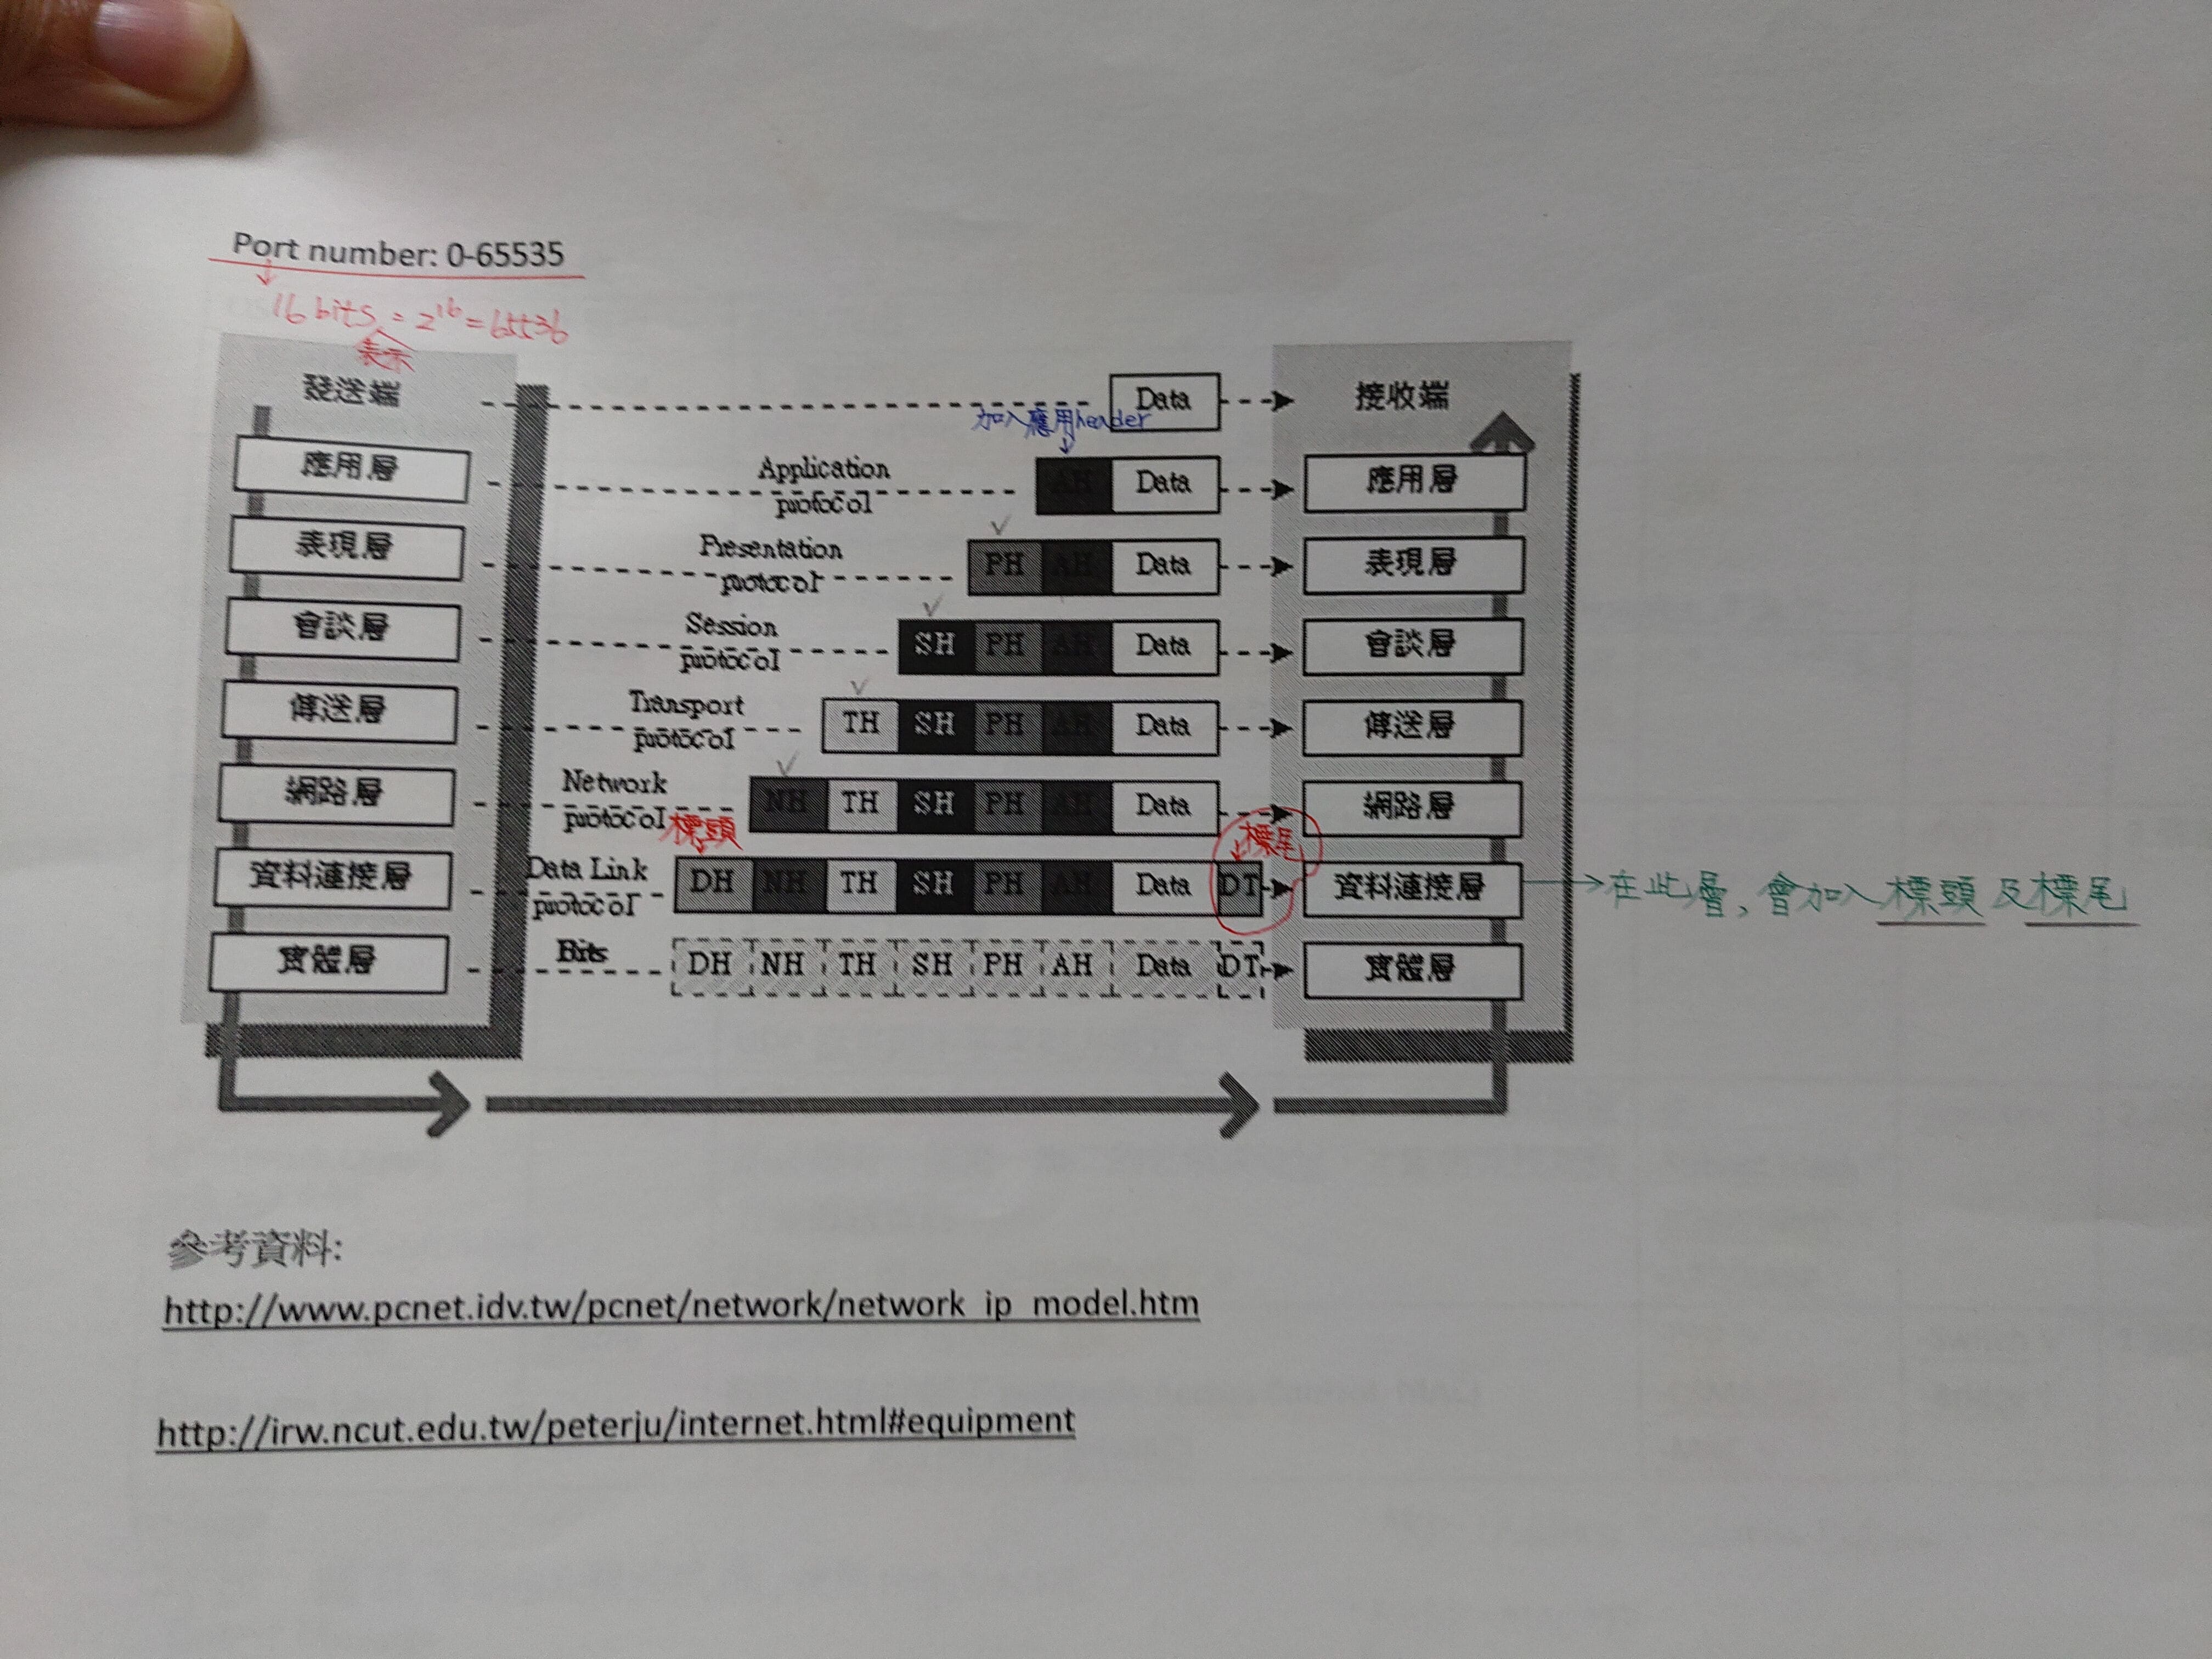 Port number: 0-65535
16 bits = 2^16 = 65536
表示
發送端
Data
接收端
加入應用header
應用層
Application protocol
AH Data
應用層
表現層
Presentation protocol
PH AH Data
表現層
會談層
Session protocol
SH PH AH Data
會談層
傳送層
Transport protocol
TH SH PH AH Data
傳送層
網路層
Network protocol
NH TH SH PH AH Data
網路層
標頭
標尾
資料連接層
Data Link protocol
DH NH TH SH PH AH Data DT
資料連接層
在此層、會加入標頭及標尾
實體層
Bits
DH NH TH SH PH AH Data DT
實體層
參考資料:
http://www.pcnet.idv.tw/pcnet/network/network_ip_model.htm
http://irw.ncut.edu.tw/peterju/internet.html#equipment